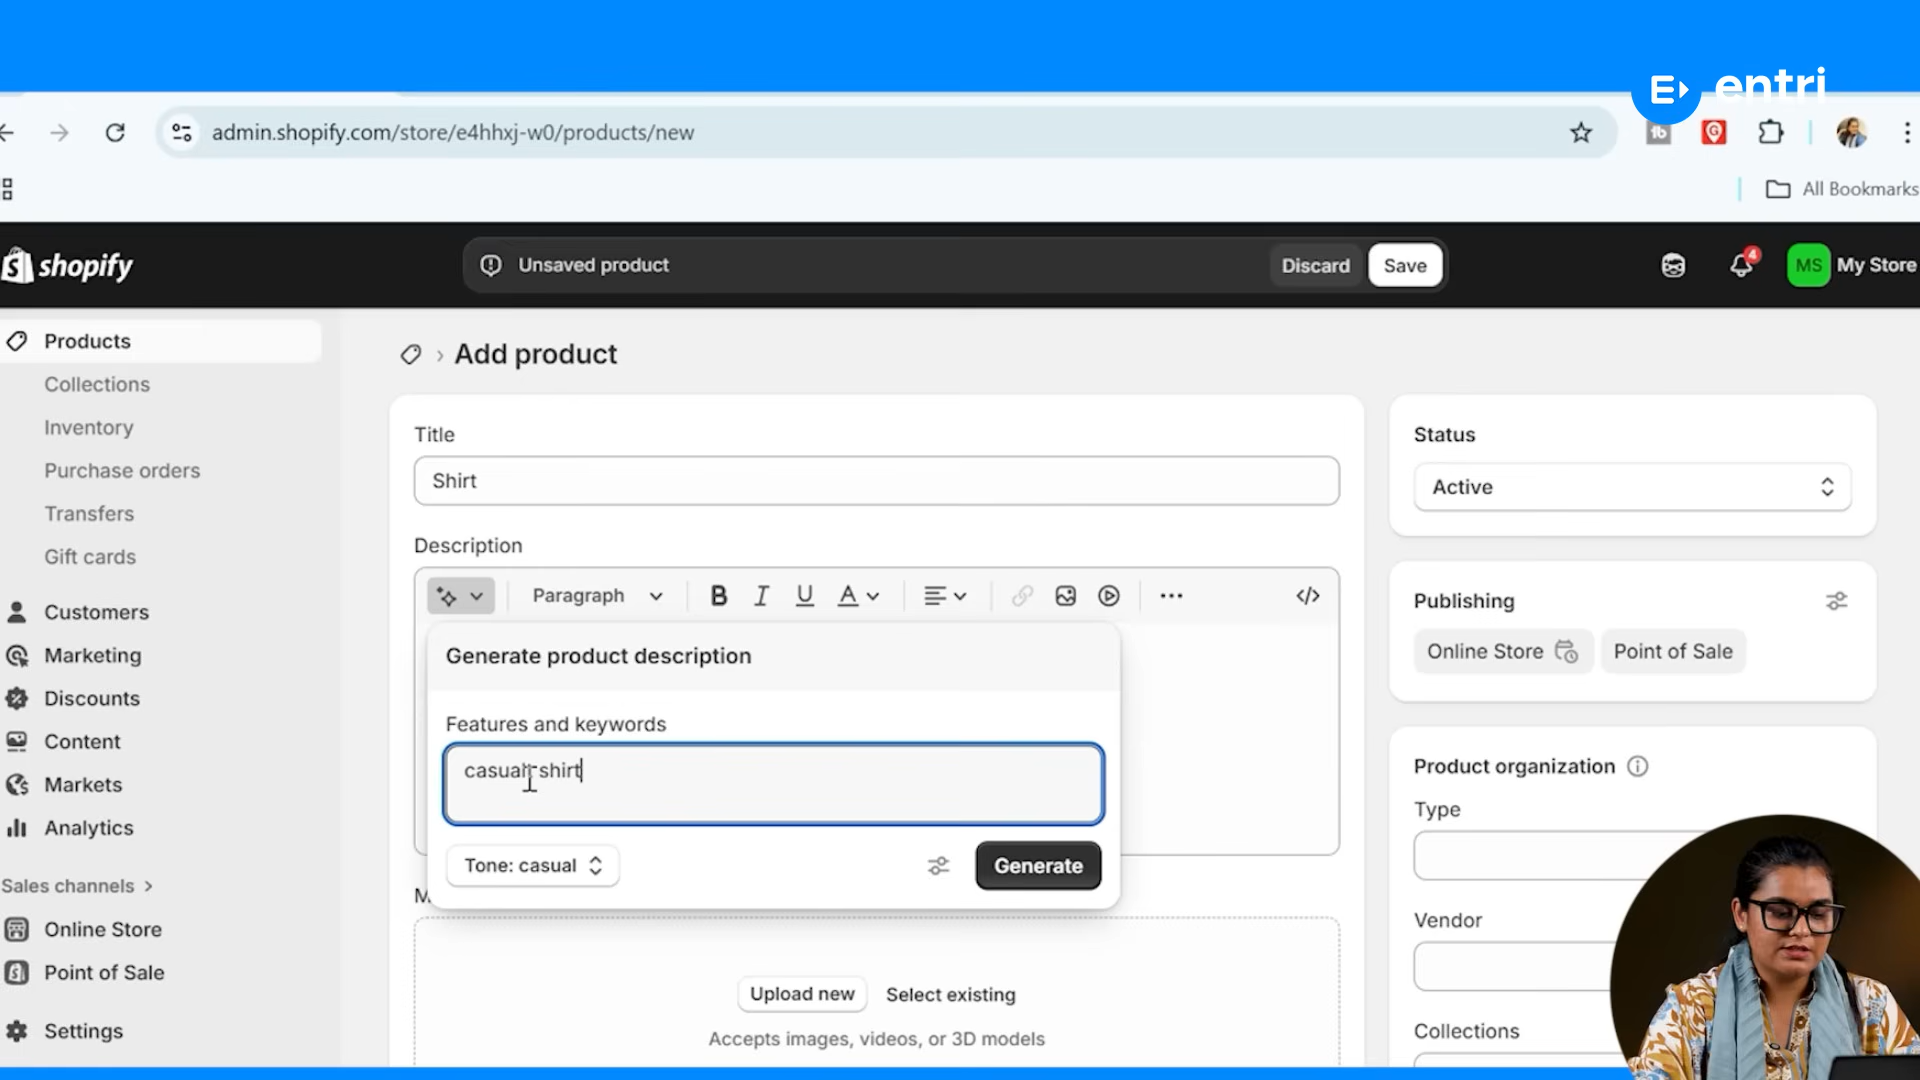 entri
admin.shopify.com/store/e4hhxj-w0/products/new
All Bookmarks
shopify
Unsaved product
Discard
Save
4
MS
My Store
Products
Collections
Inventory
Purchase orders
Transfers
Gift cards
Customers
Marketing
Discounts
Content
Markets
Analytics
Sales channels
Online Store
Point of Sale
Settings
Add product
Title
Shirt
Description
Paragraph
Generate product description
Features and keywords
casual shirt
Tone: casual
Generate
Upload new
Select existing
Accepts images, videos, or 3D models
Status
Active
Publishing
Online Store
Point of Sale
Product organization
Type
Vendor
Collections